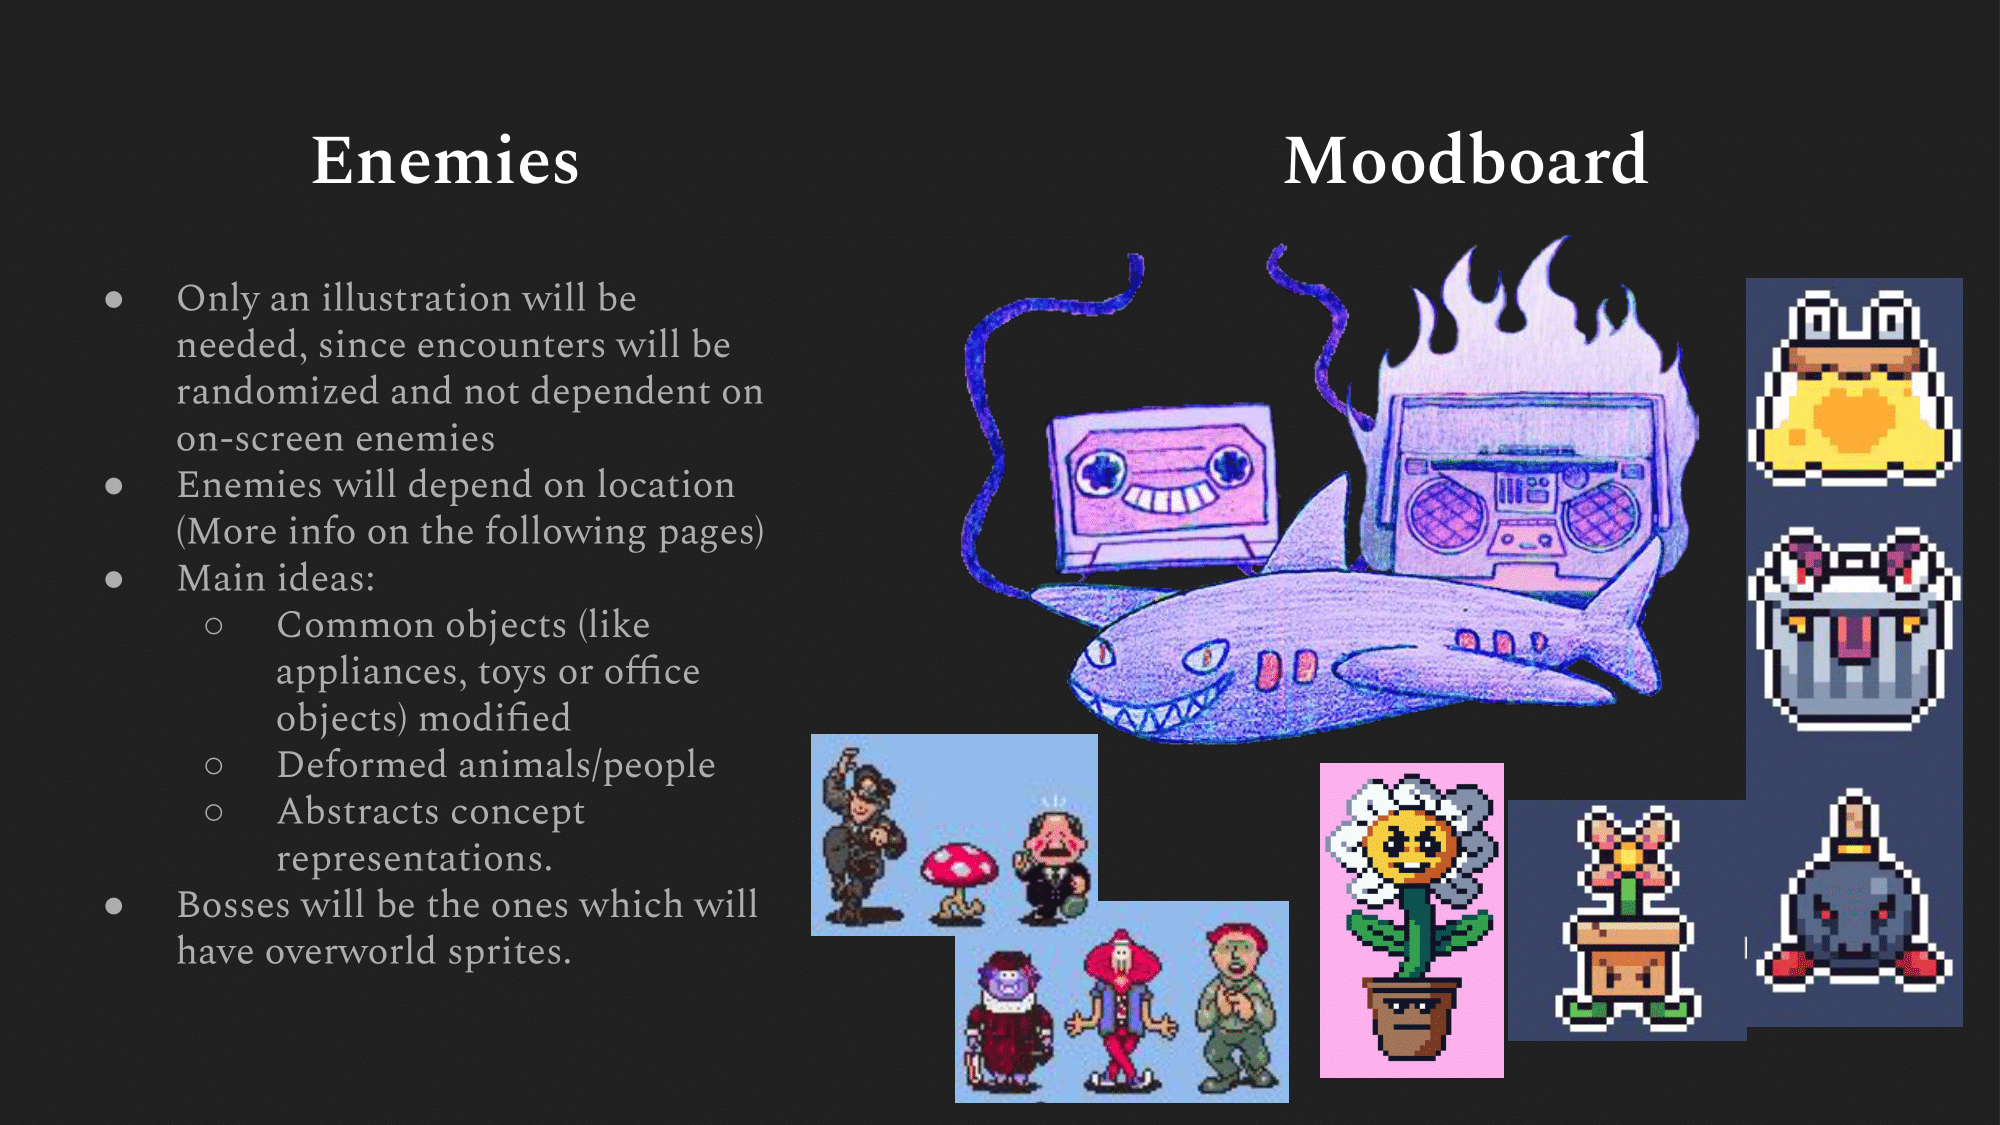 Enemies
● Only an illustration will be
needed, since encounters will be
randomized and not dependent on
on-screen enemies
● Enemies will depend on location
(More info on the following pages)
● Main ideas:
○ Common objects (like
appliances, toys or office
objects) modified
○ Deformed animals/people
○ Abstracts concept
representations.
● Bosses will be the ones which will
have overworld sprites.
Moodboard